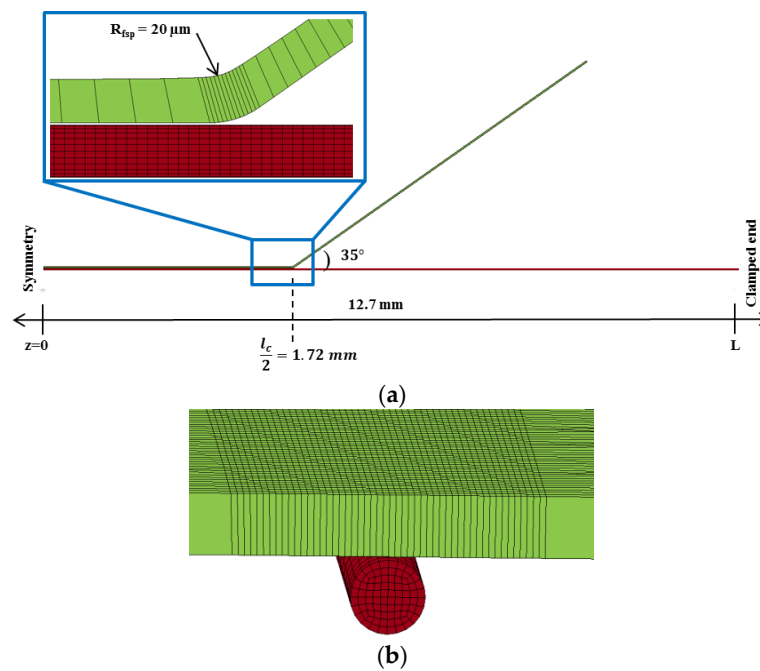 R_fsp = 20 µm
35°
Symmetry
Clamped end
12.7 mm
z=0
l_c/2 = 1.72 mm
L
(a)
(b)